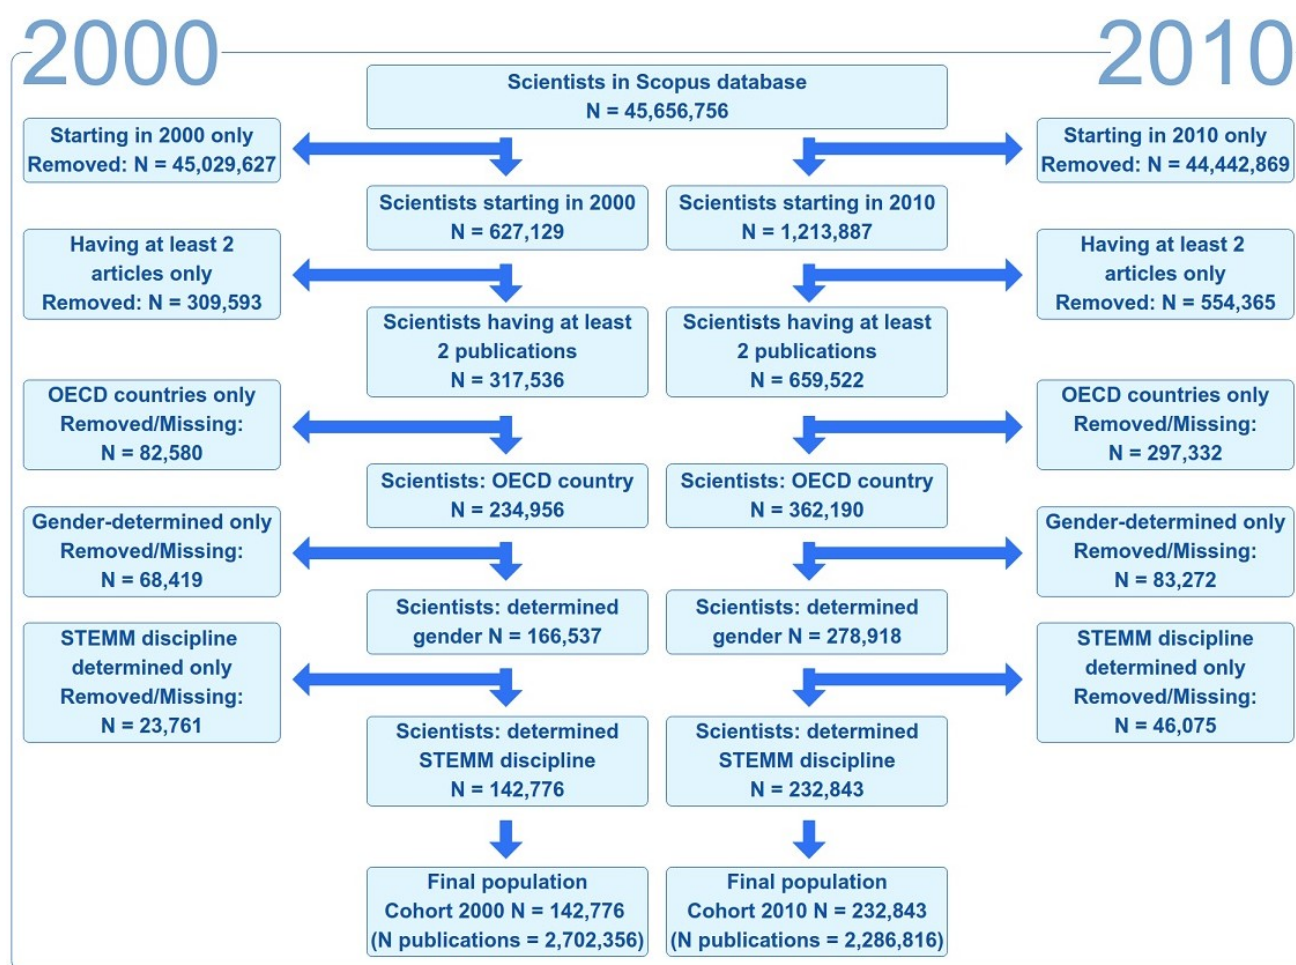 2000
2010
Scientists in Scopus database
N = 45,656,756
Starting in 2000 only
Removed: N = 45,029,627
Starting in 2010 only
Removed: N = 44,442,869
Scientists starting in 2000
N = 627,129
Scientists starting in 2010
N = 1,213,887
Having at least 2
articles only
Removed: N = 309,593
Having at least 2
articles only
Removed: N = 554,365
Scientists having at least
2 publications
N = 317,536
Scientists having at least
2 publications
N = 659,522
OECD countries only
Removed/Missing:
N = 82,580
OECD countries only
Removed/Missing:
N = 297,332
Scientists: OECD country
N = 234,956
Scientists: OECD country
N = 362,190
Gender-determined only
Removed/Missing:
N = 68,419
Gender-determined only
Removed/Missing:
N = 83,272
Scientists: determined
gender N = 166,537
Scientists: determined
gender N = 278,918
STEMM discipline
determined only
Removed/Missing:
N = 23,761
STEMM discipline
determined only
Removed/Missing:
N = 46,075
Scientists: determined
STEMM discipline
N = 142,776
Scientists: determined
STEMM discipline
N = 232,843
Final population
Cohort 2000 N = 142,776
(N publications = 2,702,356)
Final population
Cohort 2010 N = 232,843
(N publications = 2,286,816)